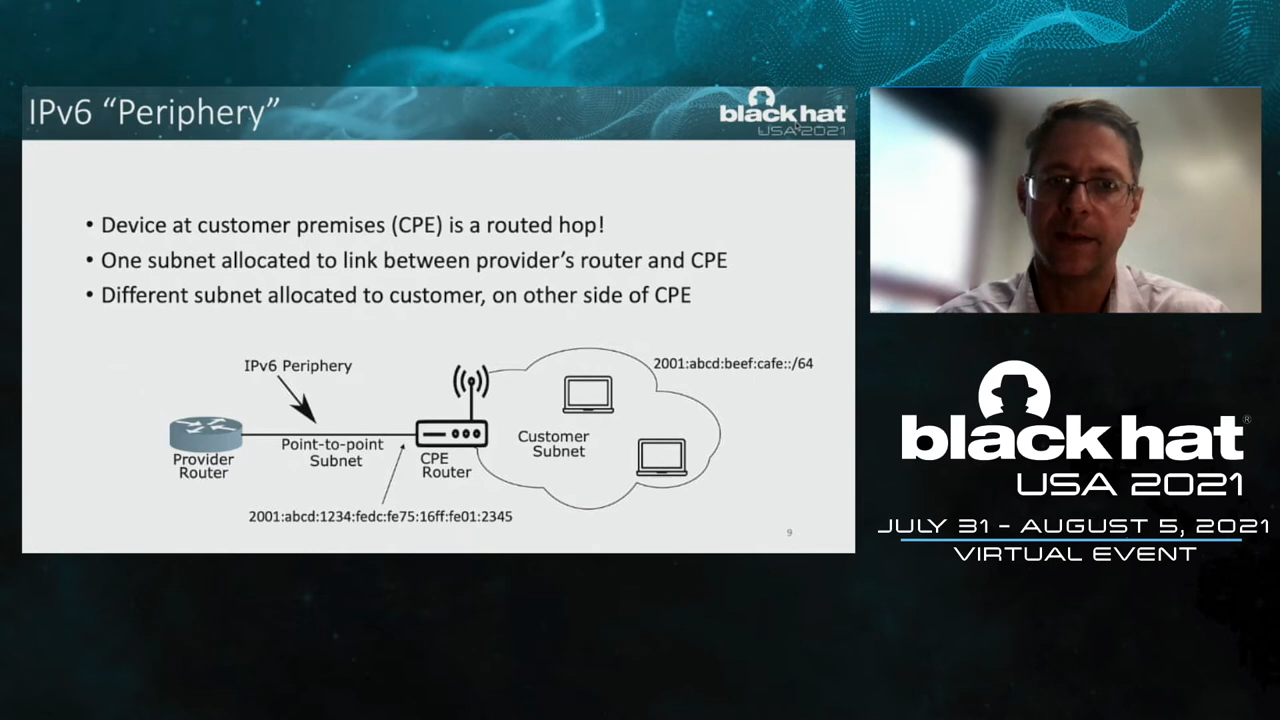 IPv6 “Periphery”
black hat
USA 2021
• Device at customer premises (CPE) is a routed hop!
• One subnet allocated to link between provider’s router and CPE
• Different subnet allocated to customer, on other side of CPE
IPv6 Periphery
2001:abcd:beef:cafe::/64
Provider
Router
Point-to-point
Subnet
CPE
Router
Customer
Subnet
2001:abcd:1234:fedc:fe75:16ff:fe01:2345
9
black hat®
USA 2021
JULY 31 - AUGUST 5, 2021
VIRTUAL EVENT